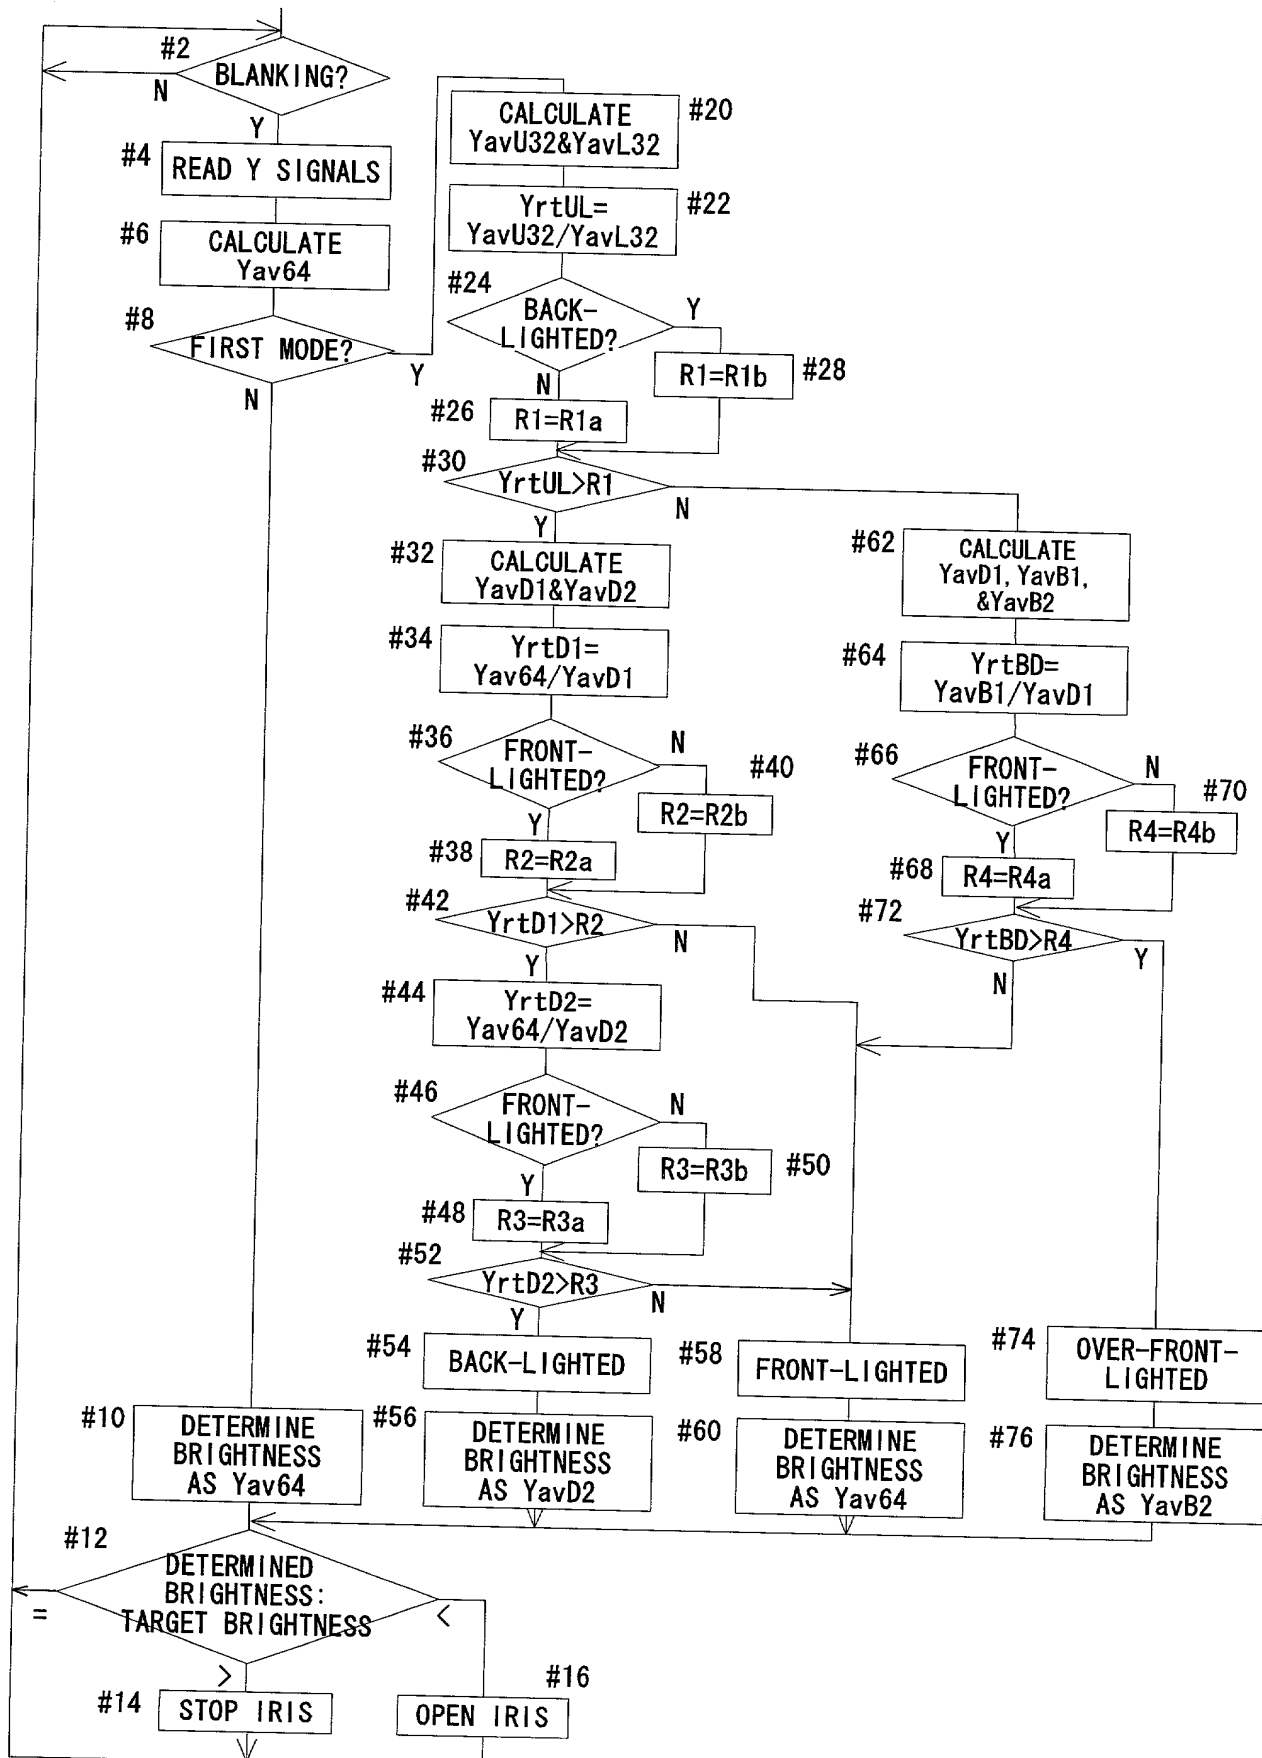 #2
BLANKING?
N
Y
#4
READ Y SIGNALS
#6
CALCULATE
Yav64
#8
FIRST MODE?
Y
N
#20
CALCULATE
YavU32&YavL32
#22
YrtUL=
YavU32/YavL32
#24
BACK-
LIGHTED?
Y
N
#28
R1=R1b
#26
R1=R1a
#30
YrtUL>R1
N
Y
#32
CALCULATE
YavD1&YavD2
#34
YrtD1=
Yav64/YavD1
#36
FRONT-
LIGHTED?
N
Y
#40
R2=R2b
#38
R2=R2a
#42
YrtD1>R2
N
Y
#44
YrtD2=
Yav64/YavD2
#46
FRONT-
LIGHTED?
N
Y
#50
R3=R3b
#48
R3=R3a
#52
YrtD2>R3
N
Y
#54
BACK-LIGHTED
#56
DETERMINE
BRIGHTNESS
AS YavD2
#62
CALCULATE
YavD1, YavB1,
&YavB2
#64
YrtBD=
YavB1/YavD1
#66
FRONT-
LIGHTED?
N
Y
#70
R4=R4b
#68
R4=R4a
#72
YrtBD>R4
Y
N
#58
FRONT-LIGHTED
#60
DETERMINE
BRIGHTNESS
AS Yav64
#74
OVER-FRONT-
LIGHTED
#76
DETERMINE
BRIGHTNESS
AS YavB2
#10
DETERMINE
BRIGHTNESS
AS Yav64
#12
DETERMINED
BRIGHTNESS:
TARGET BRIGHTNESS
=
<
>
#14
STOP IRIS
#16
OPEN IRIS